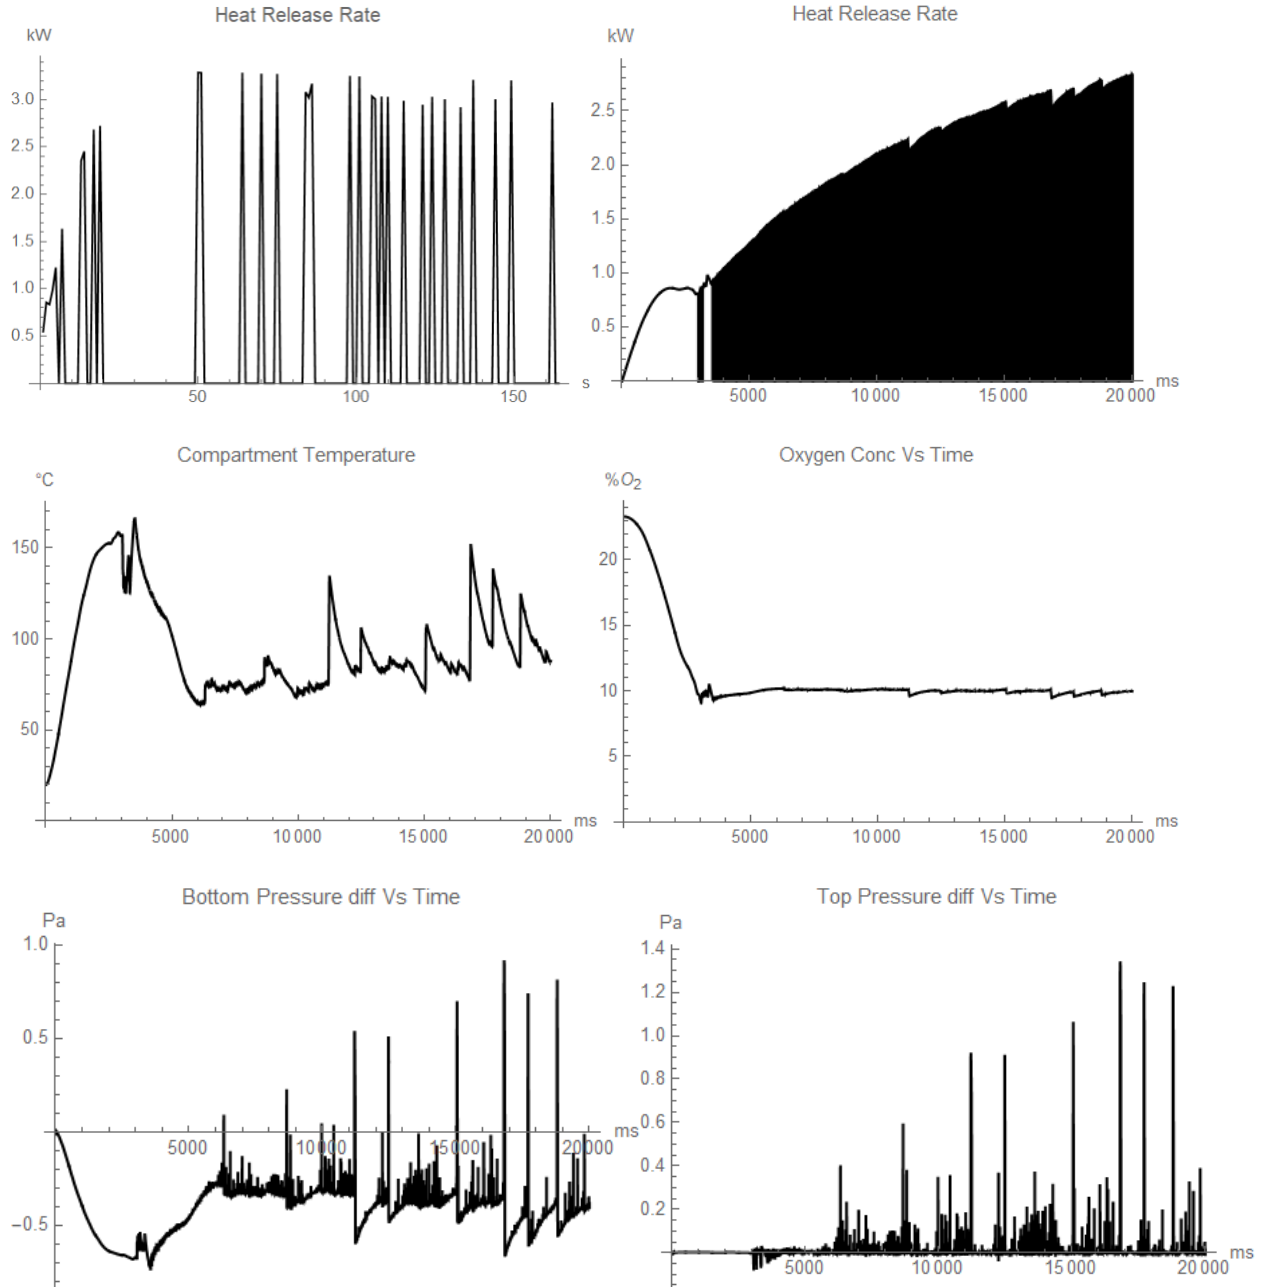 Heat Release Rate
kW
3.0
2.5
2.0
1.5
1.0
0.5
50
100
150
s
Heat Release Rate
kW
2.5
2.0
1.5
1.0
0.5
5000
10 000
15 000
20 000
ms
Compartment Temperature
°C
150
100
50
5000
10 000
15 000
20 000
ms
Oxygen Conc Vs Time
%O₂
20
15
10
5
5000
10 000
15 000
20 000
ms
Bottom Pressure diff Vs Time
Pa
1.0
0.5
−0.5
5000
10 000
15 000
20 000
ms
Top Pressure diff Vs Time
Pa
1.4
1.2
1.0
0.8
0.6
0.4
0.2
5000
10 000
15 000
20 000
ms